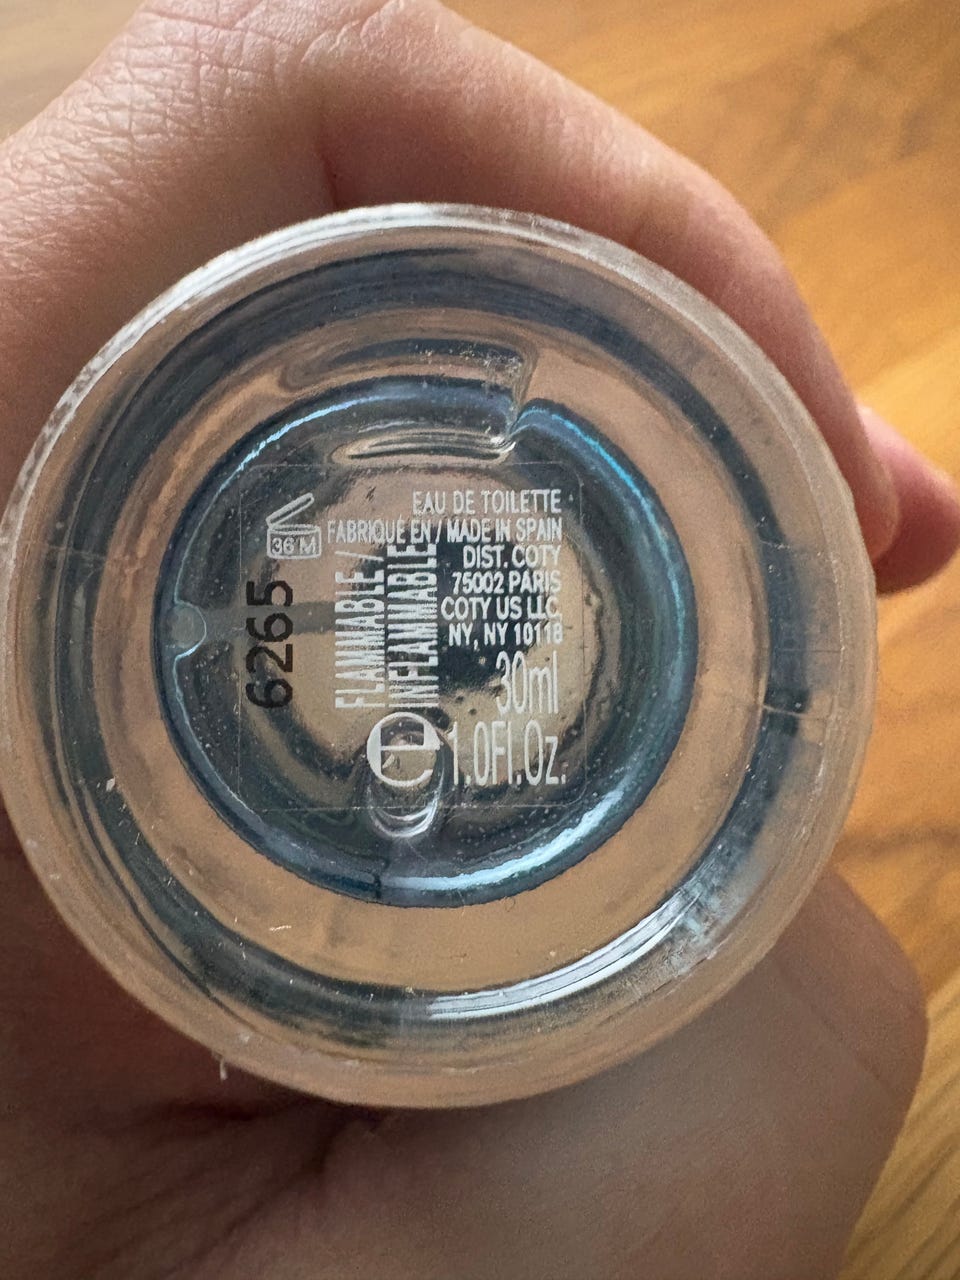 EAU DE TOILETTE
FABRIQUÉ EN / MADE IN SPAIN
DIST. COTY
75002 PARIS
COTY US LLC.
NY, NY 10118
30ml
1.0Fl.Oz.
FLAMMABLE /
INFLAMMABLE
℮
36 M
6265